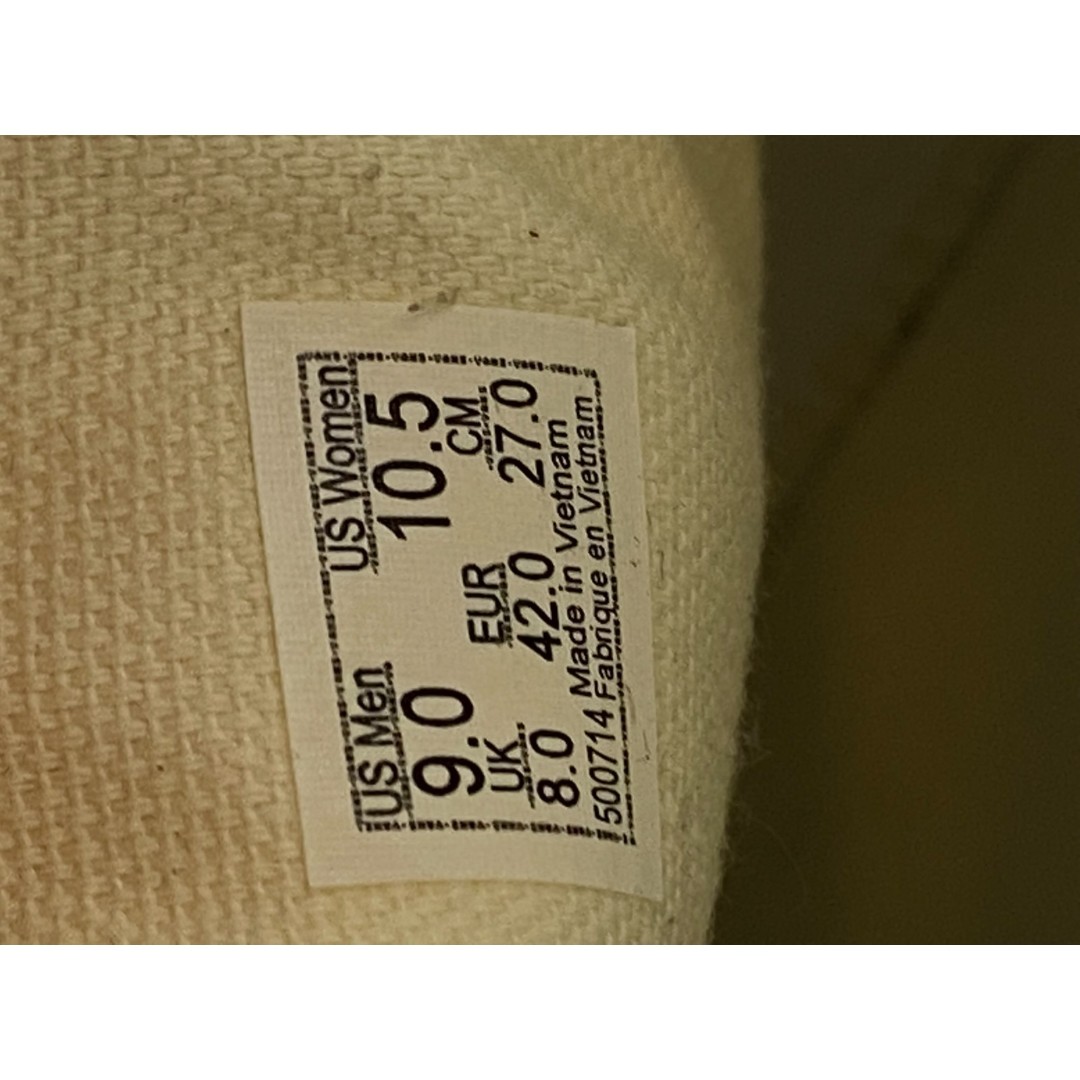 US Men US Women
9.0 10.5
UK EUR CM
8.0 42.0 27.0
500714 Made in Vietnam
Fabrique en Vietnam